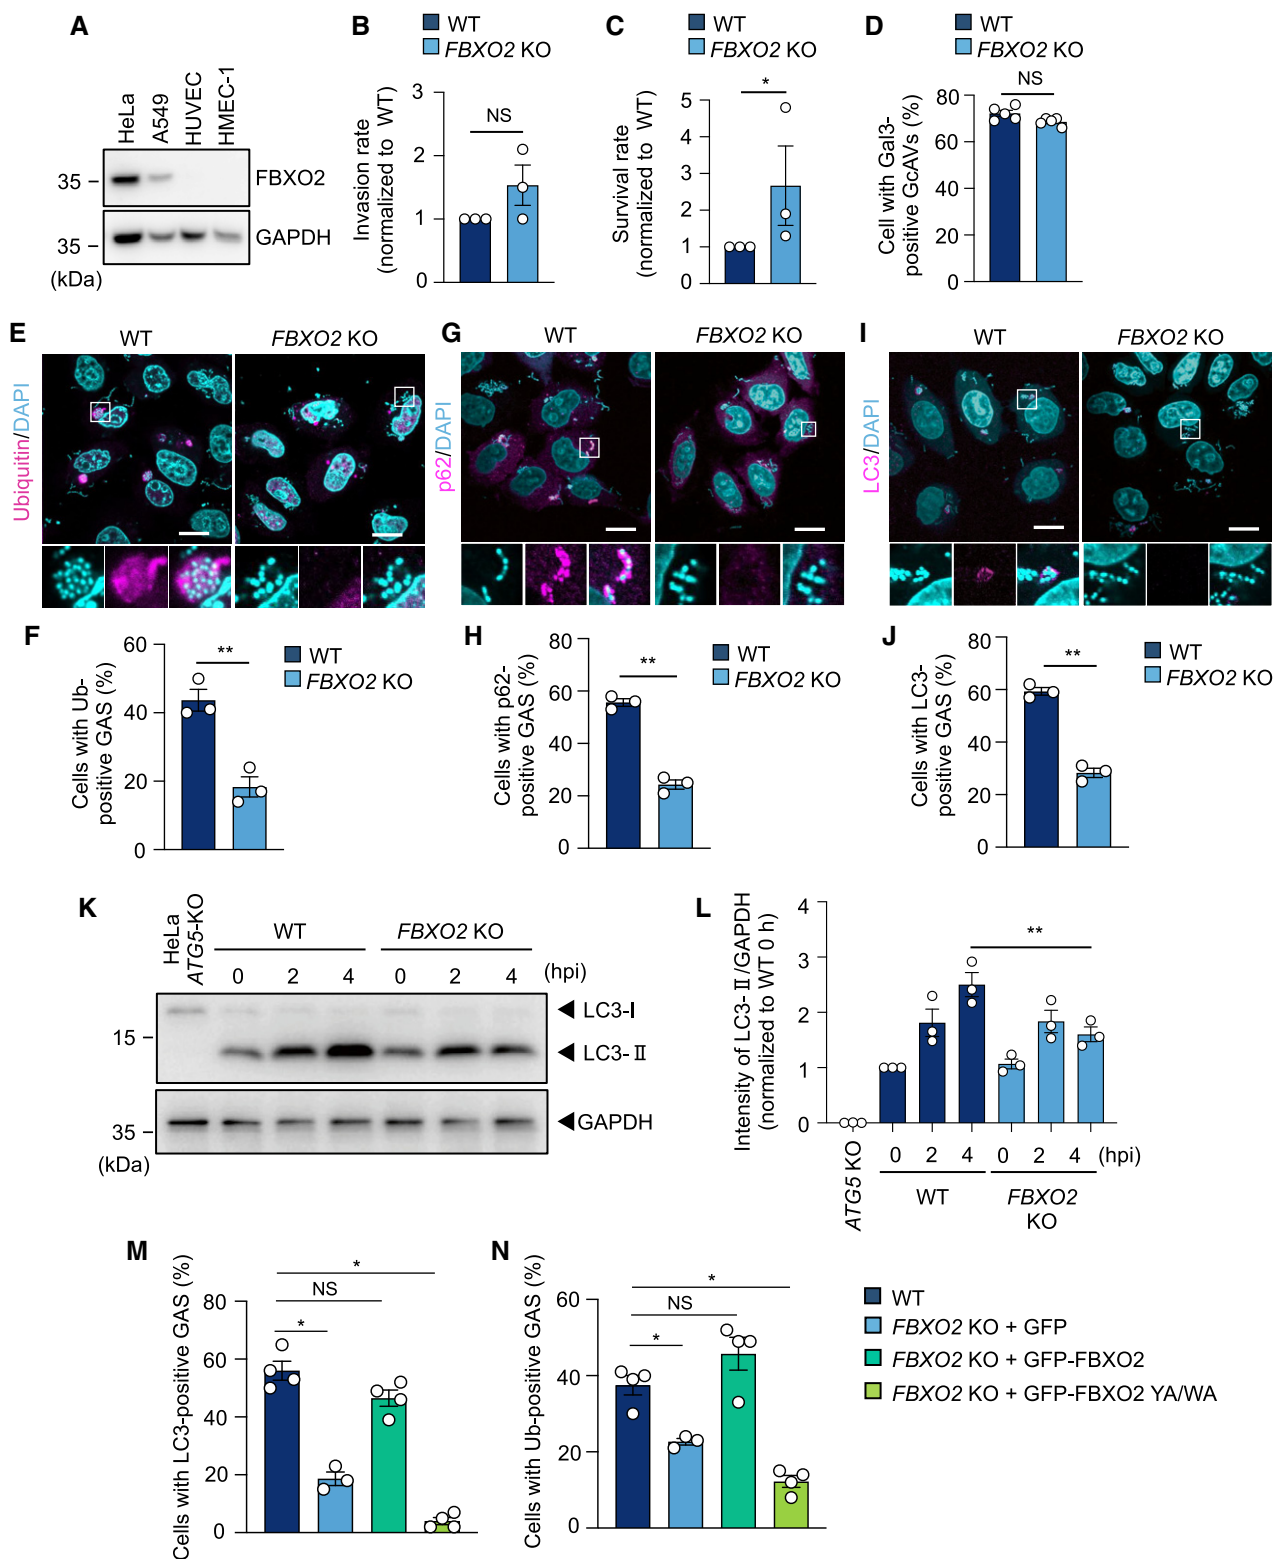 A
HeLa
A549
HUVEC
HMEC-1
35
FBXO2
35
GAPDH
(kDa)
B
WT
FBXO2 KO
Invasion rate
(normalized to WT)
3
2
1
0
NS
C
WT
FBXO2 KO
Survival rate
(normalized to WT)
5
4
3
2
1
0
*
D
WT
FBXO2 KO
Cell with Gal3-
positive GcAVs (%)
80
60
40
20
0
NS
E
WT
FBXO2 KO
Ubiquitin/DAPI
G
WT
FBXO2 KO
p62/DAPI
I
WT
FBXO2 KO
LC3/DAPI
F
Cells with Ub-
positive GAS (%)
60
40
20
0
**
WT
FBXO2 KO
H
Cells with p62-
positive GAS (%)
80
60
40
20
0
**
WT
FBXO2 KO
J
Cells with LC3-
positive GAS (%)
80
60
40
20
0
**
WT
FBXO2 KO
K
HeLa
ATG5-KO
WT
FBXO2 KO
0 2 4 0 2 4 (hpi)
LC3-I
15
LC3-II
GAPDH
35
(kDa)
L
Intensity of LC3-II/GAPDH
(normalized to WT 0 h)
4
3
2
1
0
**
ATG5 KO
0 2 4 0 2 4 (hpi)
WT
FBXO2
KO
M
Cells with LC3-positive GAS (%)
80
60
40
20
0
*
NS
*
N
Cells with Ub-positive GAS (%)
60
40
20
0
*
NS
*
WT
FBXO2 KO + GFP
FBXO2 KO + GFP-FBXO2
FBXO2 KO + GFP-FBXO2 YA/WA